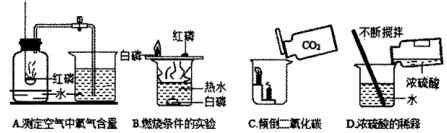 红磷
水
白磷
红磷
热水
白磷
CO₂
不断搅拌
浓硫酸
水
A.测定空气中氧气含量 B.燃烧条件的实验 C.倾倒二氧化碳 D.浓硫酸的稀释